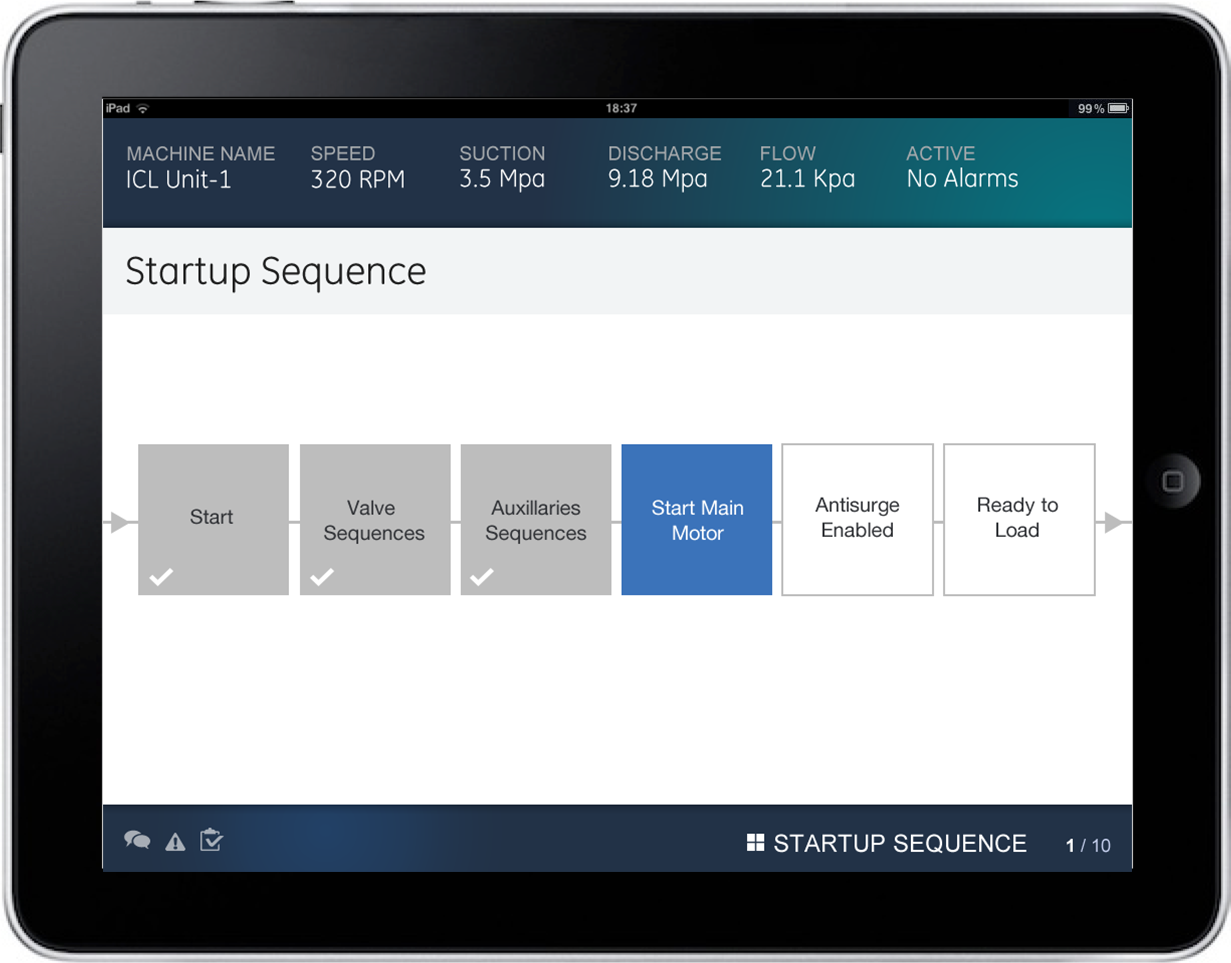 iPad 18:37 99%
MACHINE NAME SPEED SUCTION DISCHARGE FLOW ACTIVE
ICL Unit-1 320 RPM 3.5 Mpa 9.18 Mpa 21.1 Kpa No Alarms
Startup Sequence
Start
Valve
Sequences
Auxillaries
Sequences
Start Main
Motor
Antisurge
Enabled
Ready to
Load
STARTUP SEQUENCE 1 / 10